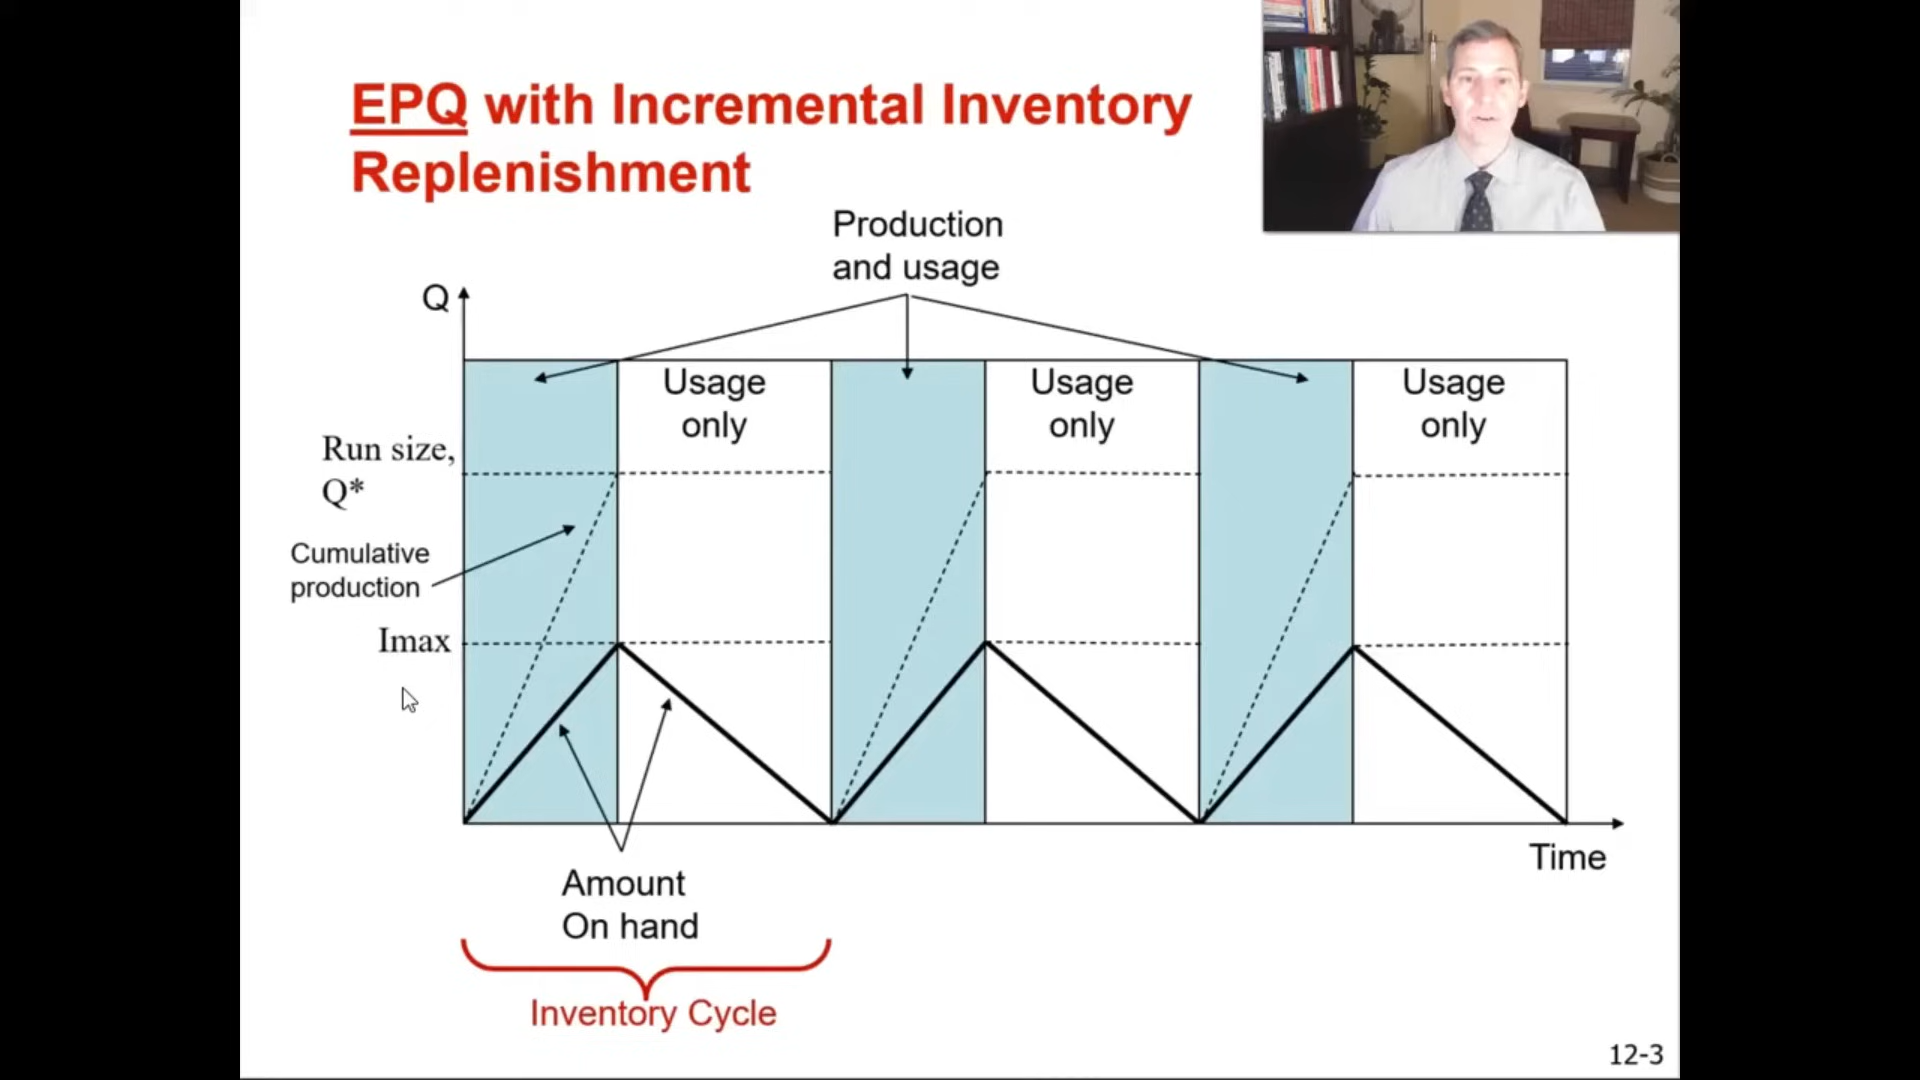 EPQ with Incremental Inventory
Replenishment
Production
and usage
Q
Usage
only
Usage
only
Usage
only
Run size,
Q*
Cumulative
production
Imax
Time
Amount
On hand
Inventory Cycle
12-3